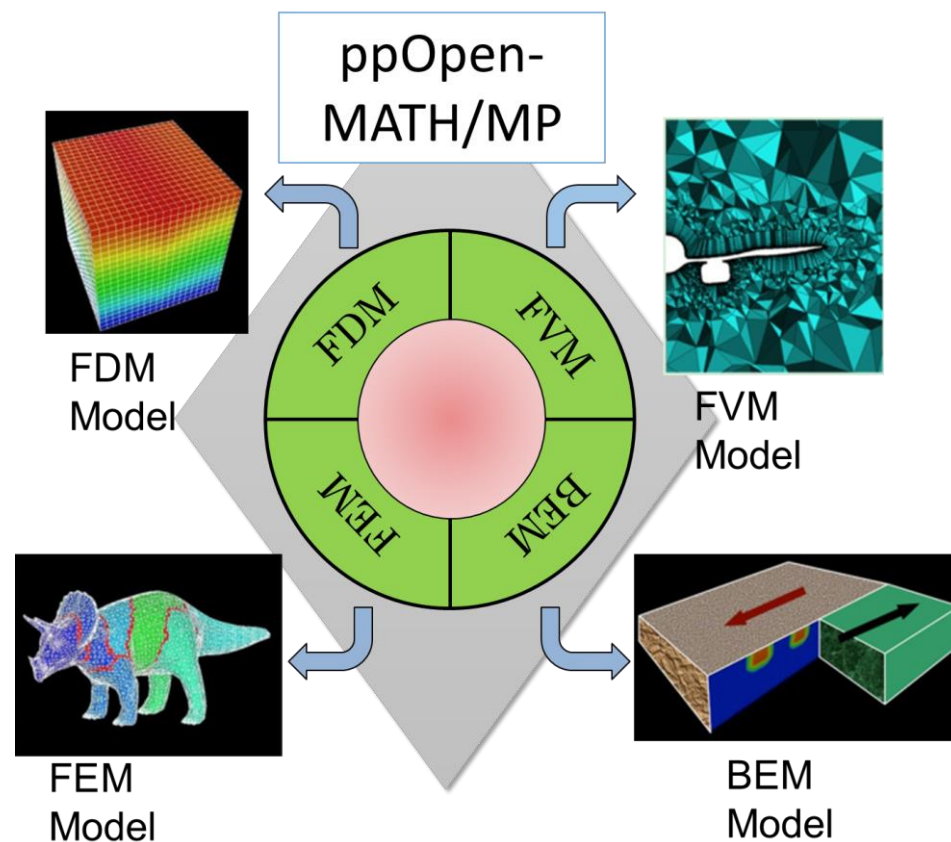 ppOpen-
MATH/MP
FDM
Model
FVM
Model
FDM
FVM
FEM
BEM
FEM
Model
BEM
Model